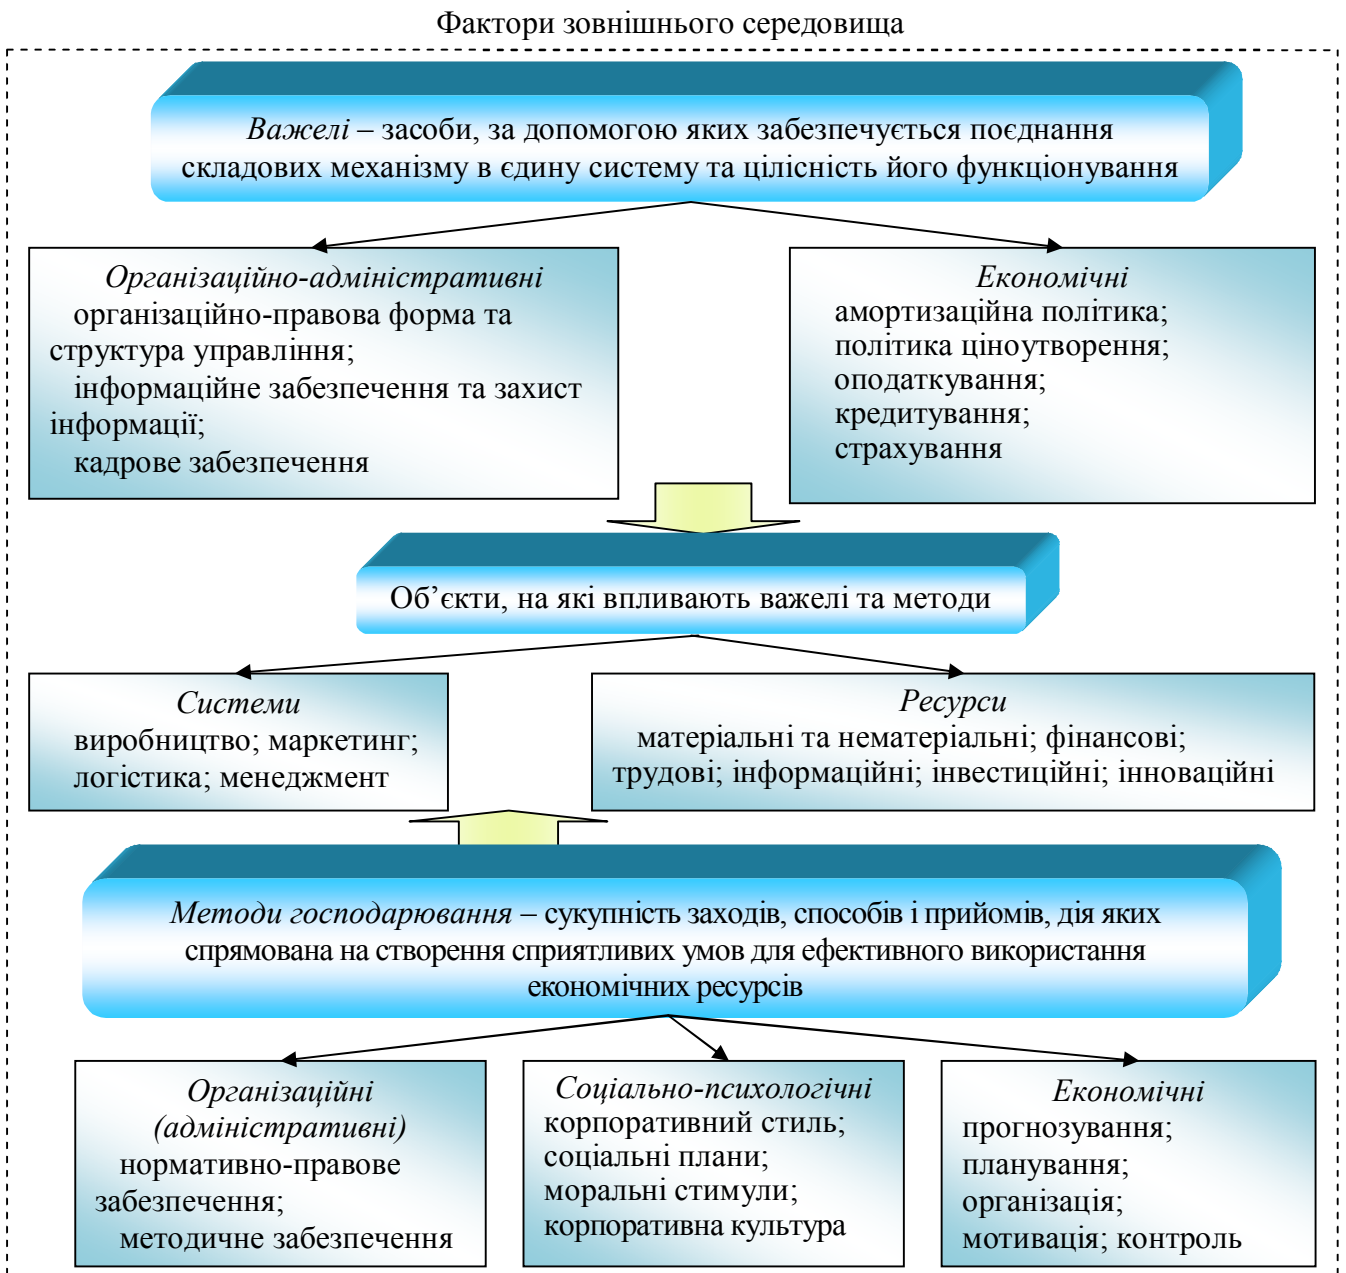 Фактори зовнішнього середовища
Важелі – засоби, за допомогою яких забезпечується поєднання
складових механізму в єдину систему та цілісність його функціонування
Організаційно-адміністративні
організаційно-правова форма та
структура управління;
інформаційне забезпечення та захист
інформації;
кадрове забезпечення
Економічні
амортизаційна політика;
політика ціноутворення;
оподаткування;
кредитування;
страхування
Об’єкти, на які впливають важелі та методи
Системи
виробництво; маркетинг;
логістика; менеджмент
Ресурси
матеріальні та нематеріальні; фінансові;
трудові; інформаційні; інвестиційні; інноваційні
Методи господарювання – сукупність заходів, способів і прийомів, дія яких
спрямована на створення сприятливих умов для ефективного використання
економічних ресурсів
Організаційні
(адміністративні)
нормативно-правове
забезпечення;
методичне забезпечення
Соціально-психологічні
корпоративний стиль;
соціальні плани;
моральні стимули;
корпоративна культура
Економічні
прогнозування;
планування;
організація;
мотивація; контроль